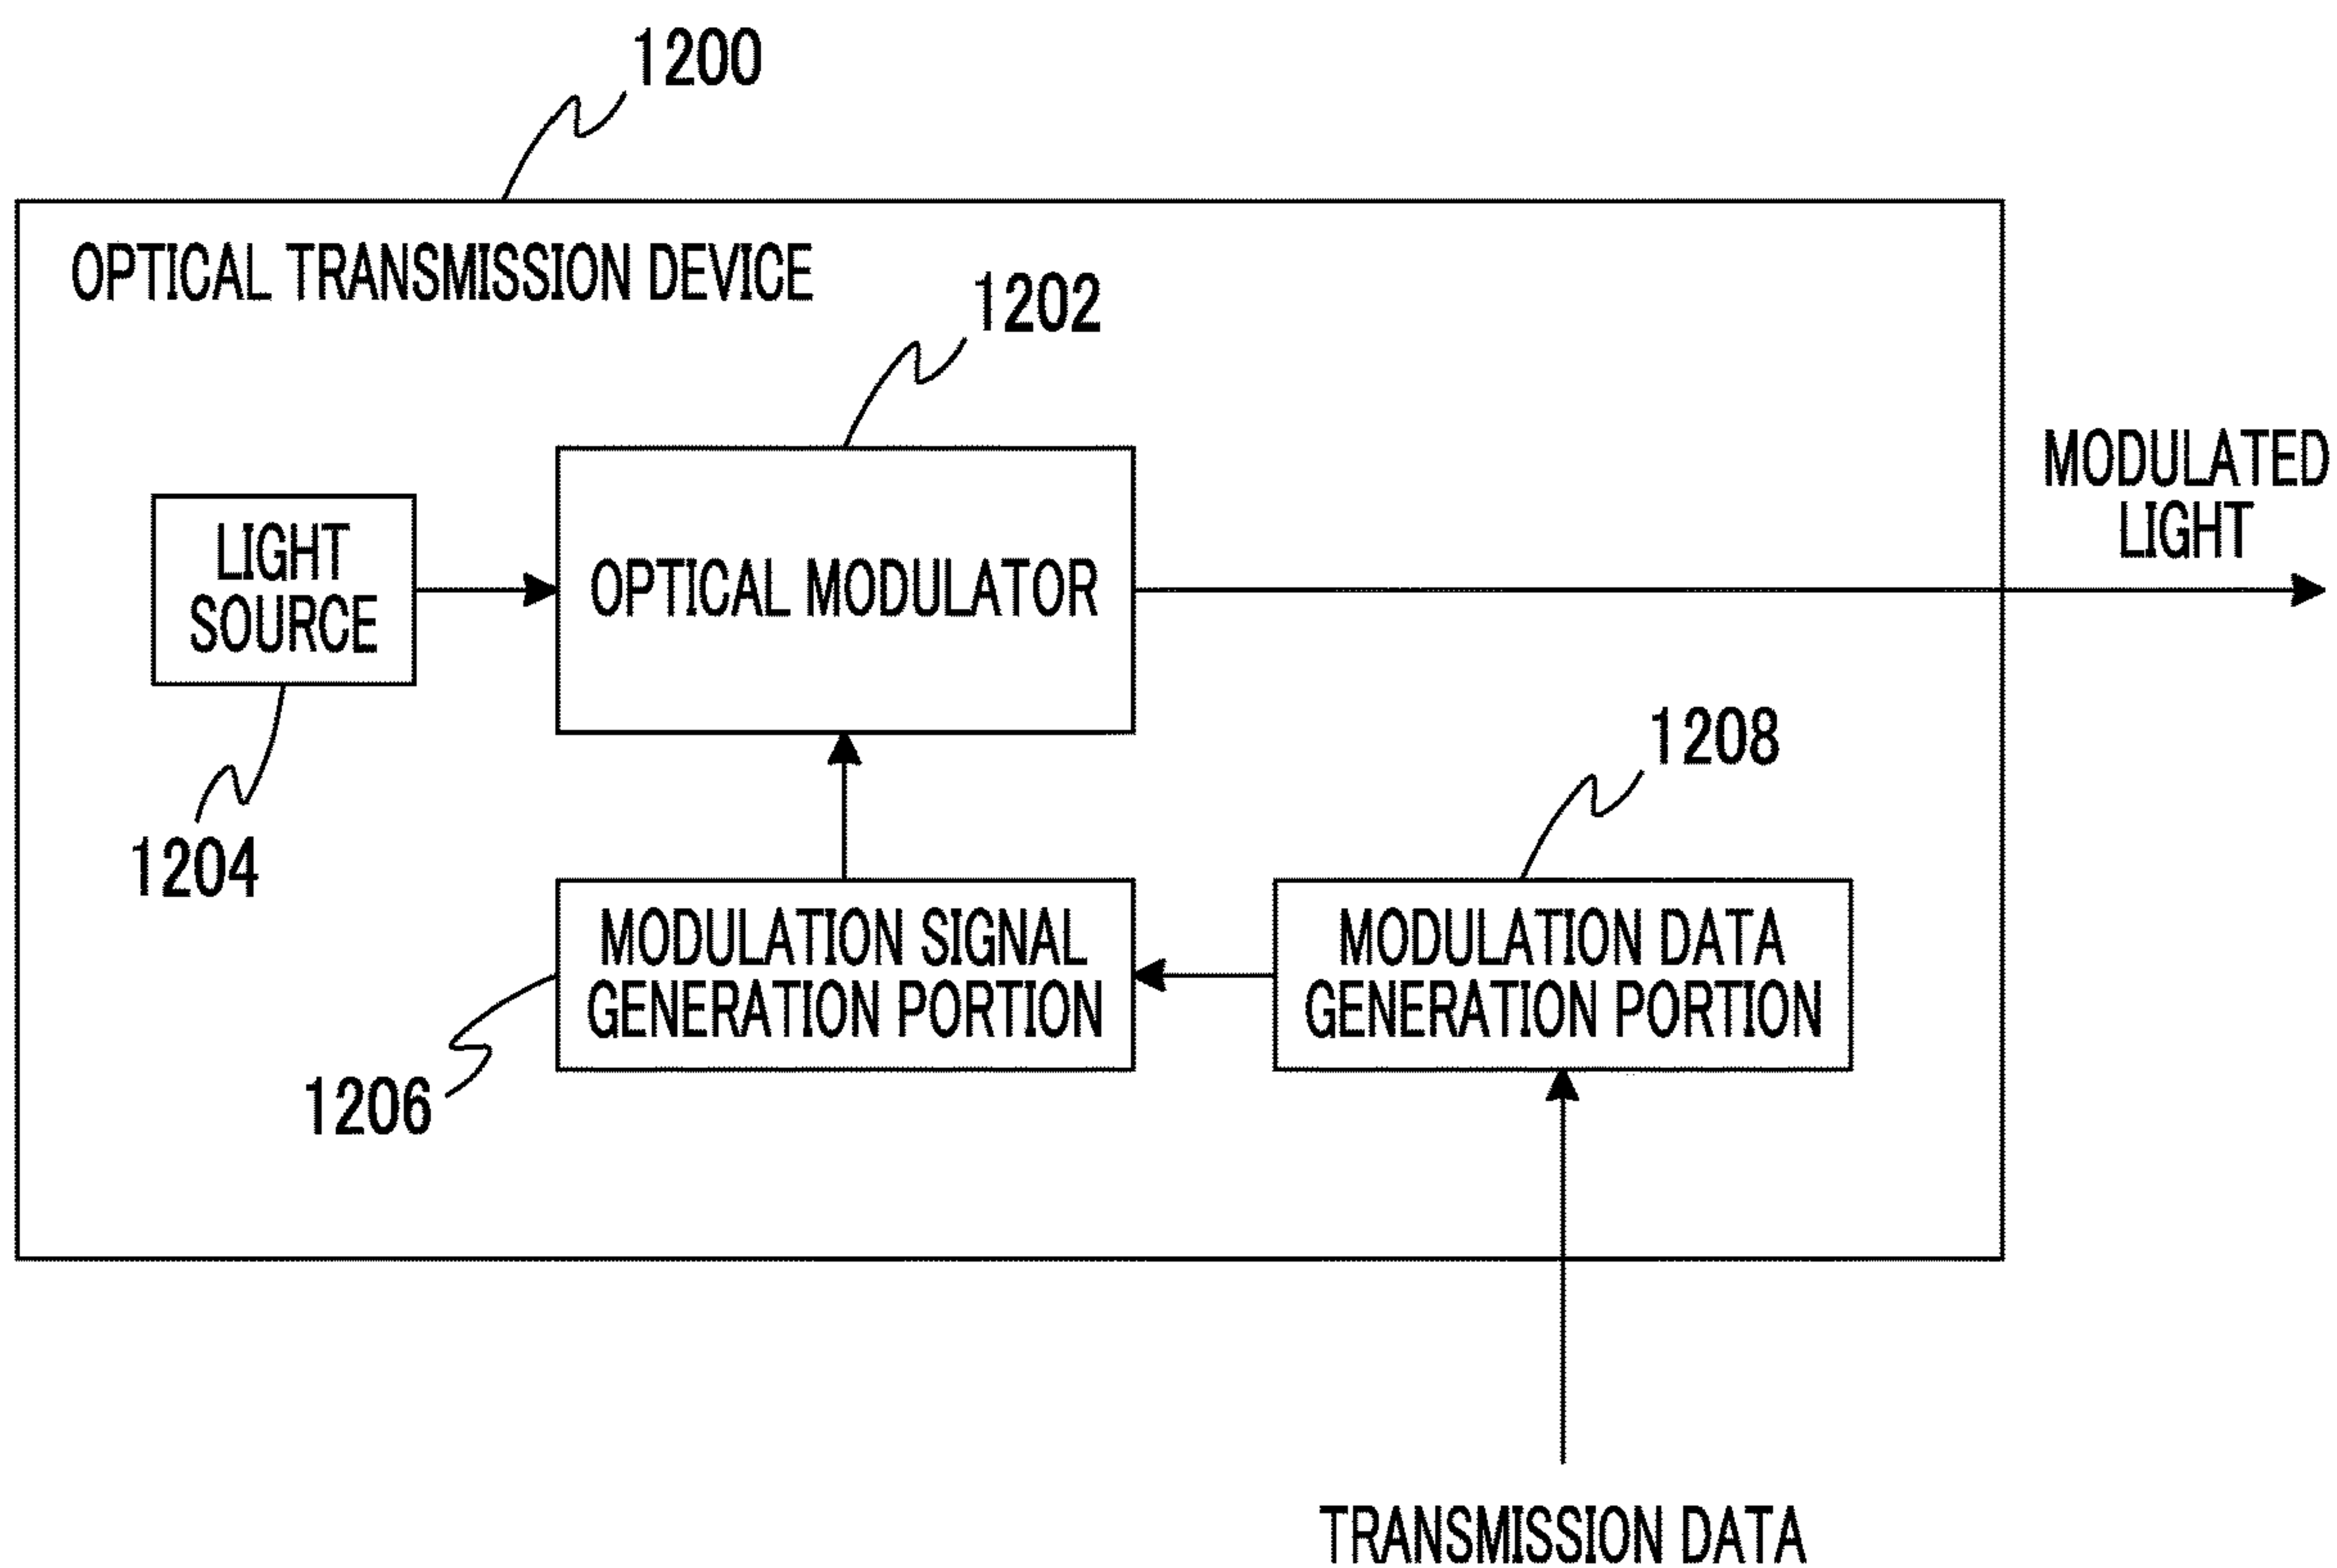 1200
OPTICAL TRANSMISSION DEVICE
1202
MODULATED
LIGHT
LIGHT
SOURCE
OPTICAL MODULATOR
1204
1208
MODULATION SIGNAL
GENERATION PORTION
MODULATION DATA
GENERATION PORTION
1206
TRANSMISSION DATA